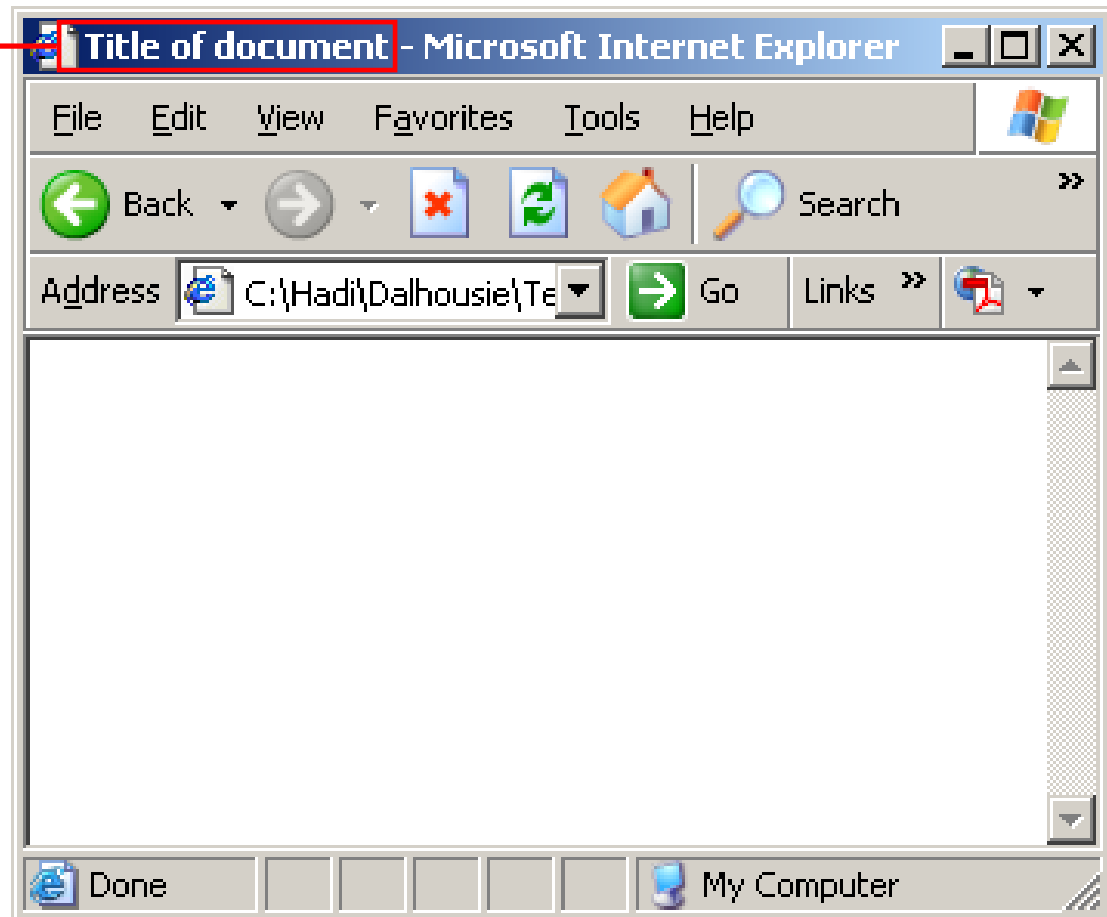 Title of document - Microsoft Internet Explorer
File Edit View Favorites Tools Help
Back Search »
Address C:\Hadi\Dalhousie\Te Go Links »
Done My Computer